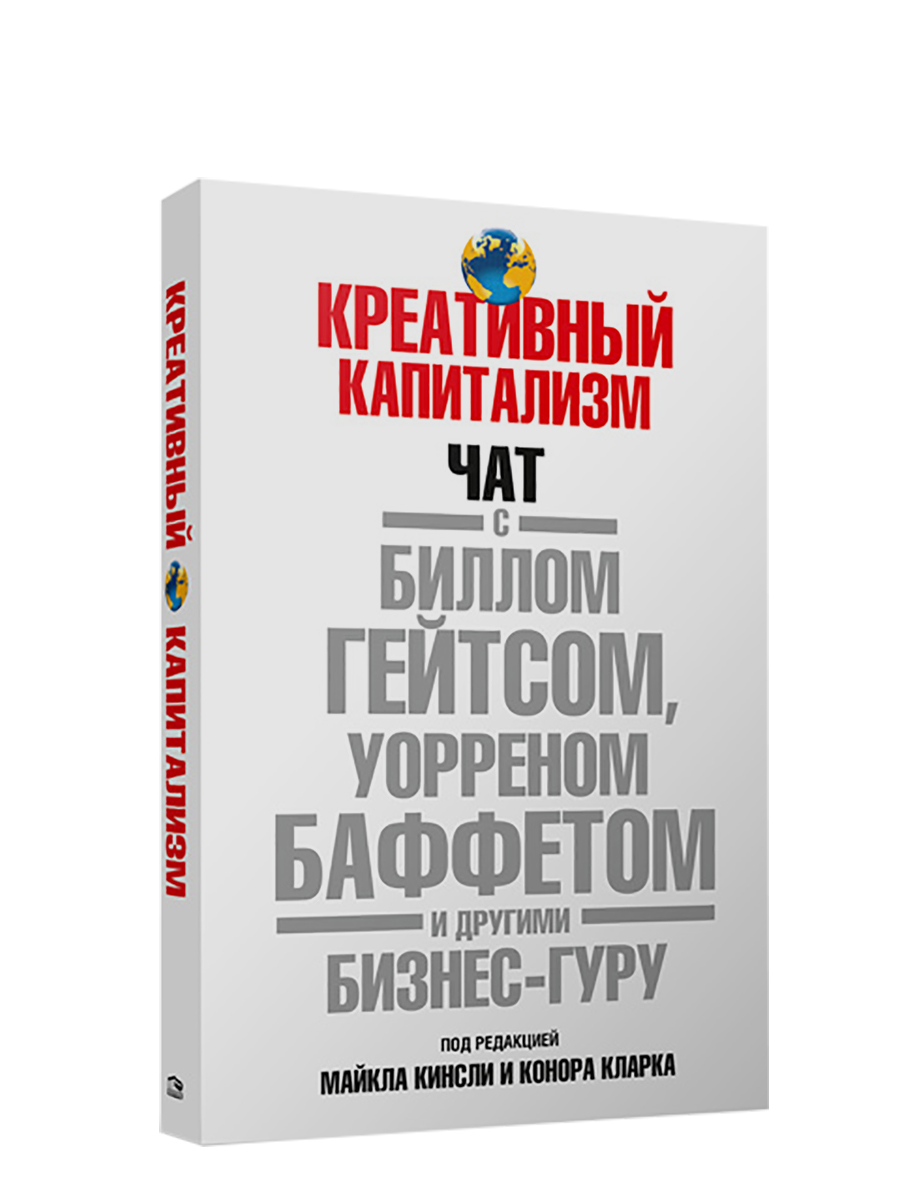 КРЕАТИВНЫЙ КАПИТАЛИЗМ
КРЕАТИВНЫЙ
КАПИТАЛИЗМ
ЧАТ
С
БИЛЛОМ
ГЕЙТСОМ,
УОРРЕНОМ
БАФФЕТОМ
И ДРУГИМИ
БИЗНЕС-ГУРУ
ПОД РЕДАКЦИЕЙ
МАЙКЛА КИНСЛИ И КОНОРА КЛАРКА